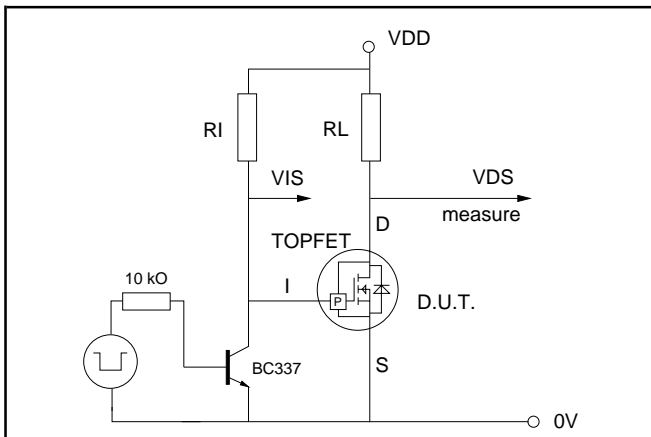 VDD
RI
RL
VIS
VDS
measure
D
TOPFET
10 kO
I
P
D.U.T.
BC337
S
0V